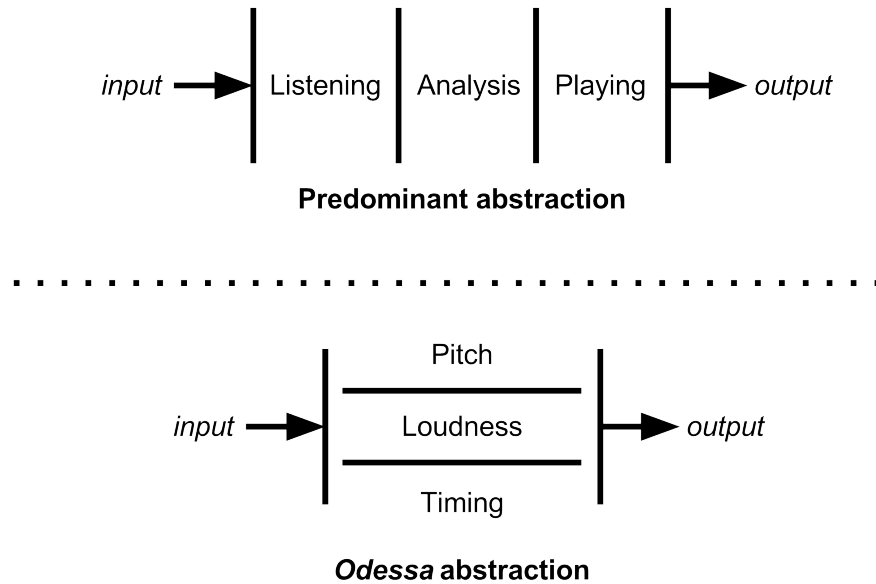 input Listening Analysis Playing output
Predominant abstraction
Pitch
input Loudness output
Timing
Odessa abstraction